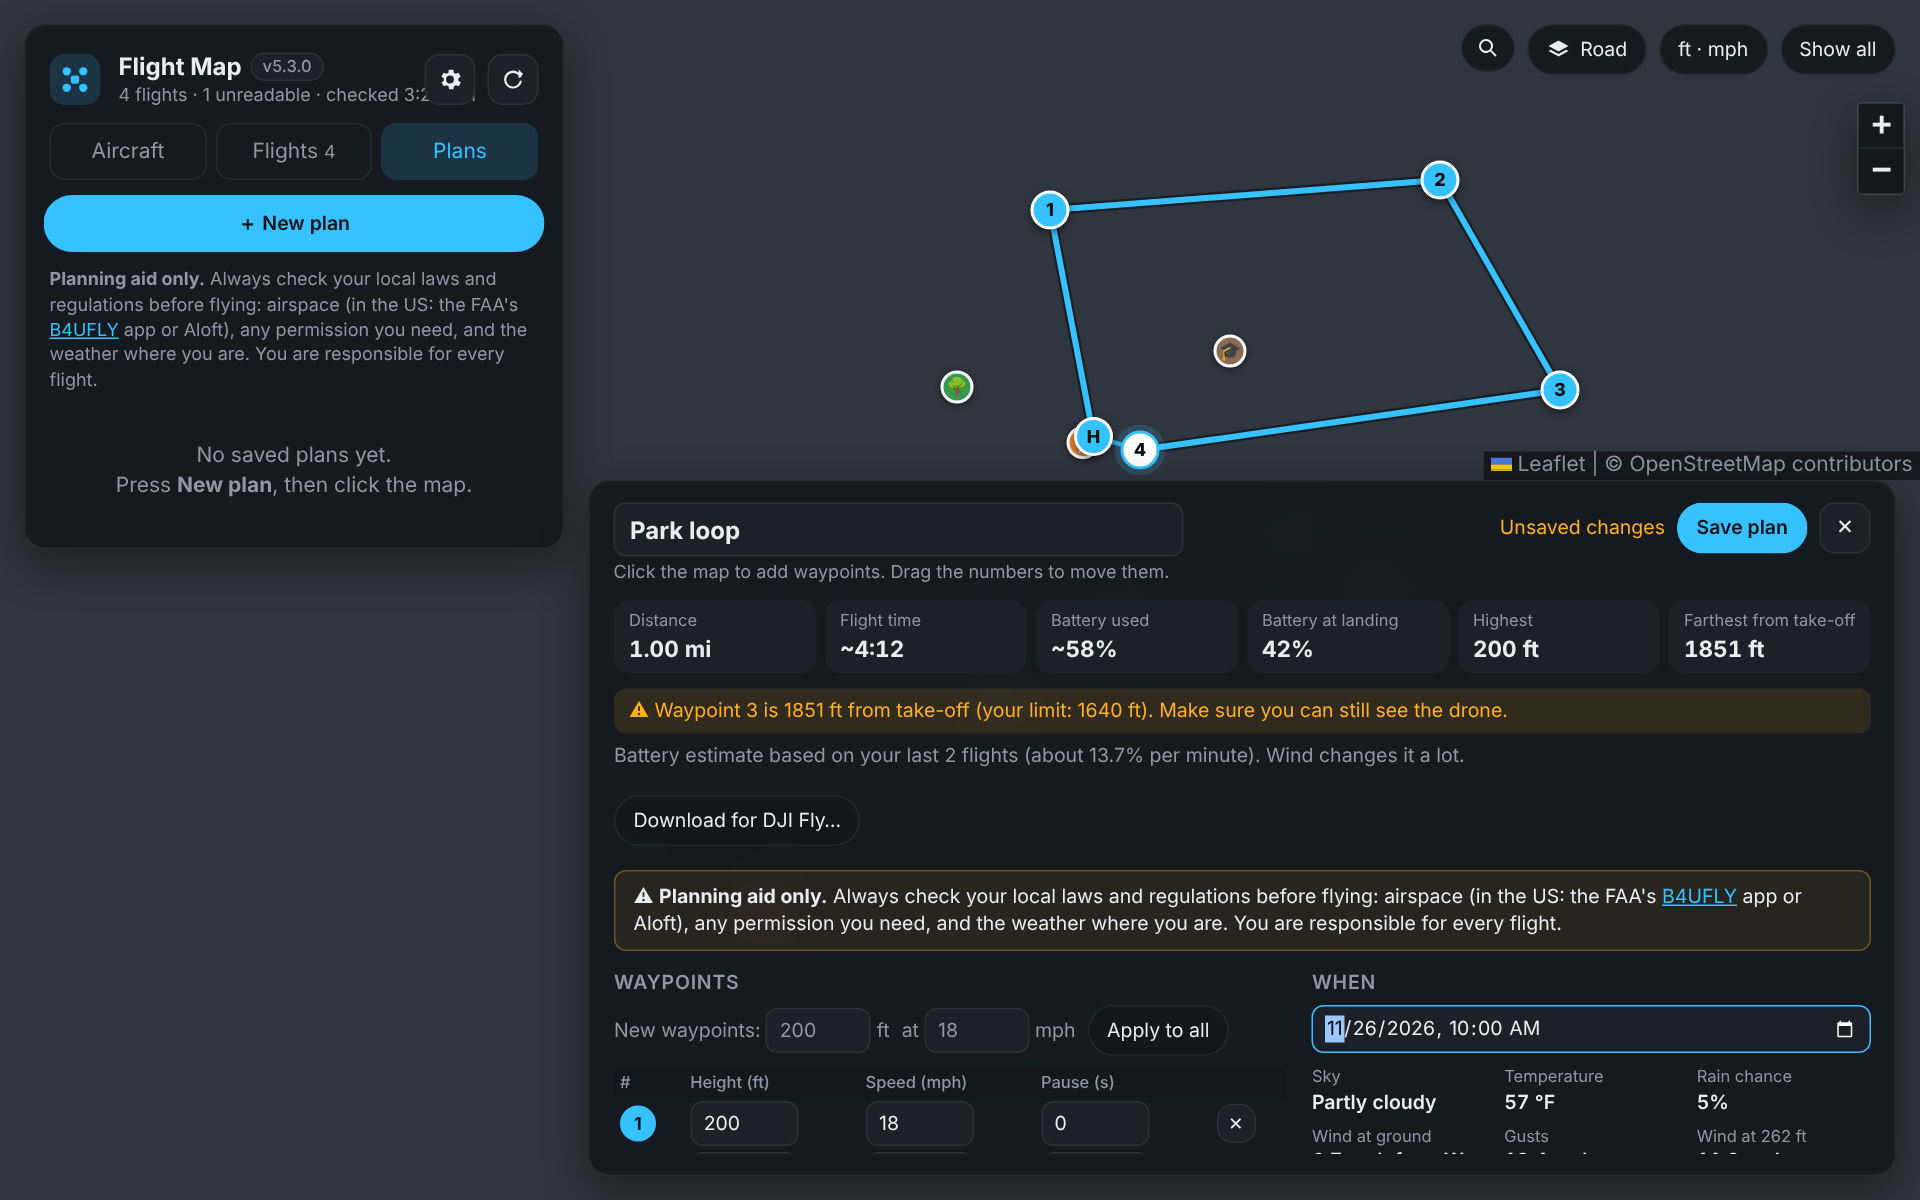 Flight Map v5.3.0
4 flights · 1 unreadable · checked
Aircraft
Flights 4
Plans
+ New plan
Planning aid only. Always check your local laws and
regulations before flying: airspace (in the US: the FAA's
B4UFLY app or Aloft), any permission you need, and the
weather where you are. You are responsible for every
flight.
No saved plans yet.
Press New plan, then click the map.
Road
ft · mph
Show all
+
−
1
2
3
H
4
Leaflet | © OpenStreetMap contributors
Park loop
Unsaved changes
Save plan
Click the map to add waypoints. Drag the numbers to move them.
Distance
1.00 mi
Flight time
~4:12
Battery used
~58%
Battery at landing
42%
Highest
200 ft
Farthest from take-off
1851 ft
Waypoint 3 is 1851 ft from take-off (your limit: 1640 ft). Make sure you can still see the drone.
Battery estimate based on your last 2 flights (about 13.7% per minute). Wind changes it a lot.
Download for DJI Fly...
Planning aid only. Always check your local laws and regulations before flying: airspace (in the US: the FAA's B4UFLY app or
Aloft), any permission you need, and the weather where you are. You are responsible for every flight.
WAYPOINTS
New waypoints: 200 ft at 18 mph Apply to all
# Height (ft) Speed (mph) Pause (s)
1 200 18 0
WHEN
11/26/2026, 10:00 AM
Sky
Partly cloudy
Temperature
57 °F
Rain chance
5%
Wind at ground
Gusts
Wind at 262 ft